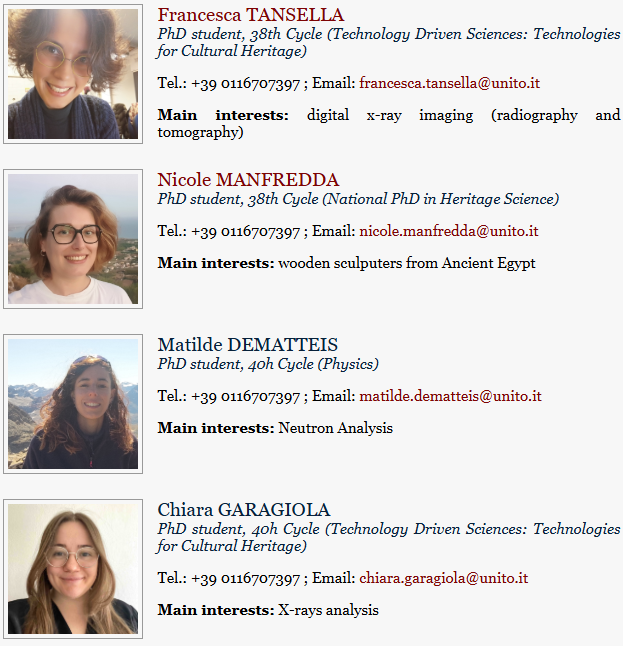 Francesca TANSELLA
PhD student, 38th Cycle (Technology Driven Sciences: Technologies
for Cultural Heritage)
Tel.: +39 0116707397 ; Email: francesca.tansella@unito.it
Main interests: digital x-ray imaging (radiography and
tomography)
Nicole MANFREDDA
PhD student, 38th Cycle (National PhD in Heritage Science)
Tel.: +39 0116707397 ; Email: nicole.manfredda@unito.it
Main interests: wooden sculputers from Ancient Egypt
Matilde DEMATTEIS
PhD student, 40h Cycle (Physics)
Tel.: +39 0116707397 ; Email: matilde.dematteis@unito.it
Main interests: Neutron Analysis
Chiara GARAGIOLA
PhD student, 40h Cycle (Technology Driven Sciences: Technologies
for Cultural Heritage)
Tel.: +39 0116707397 ; Email: chiara.garagiola@unito.it
Main interests: X-rays analysis